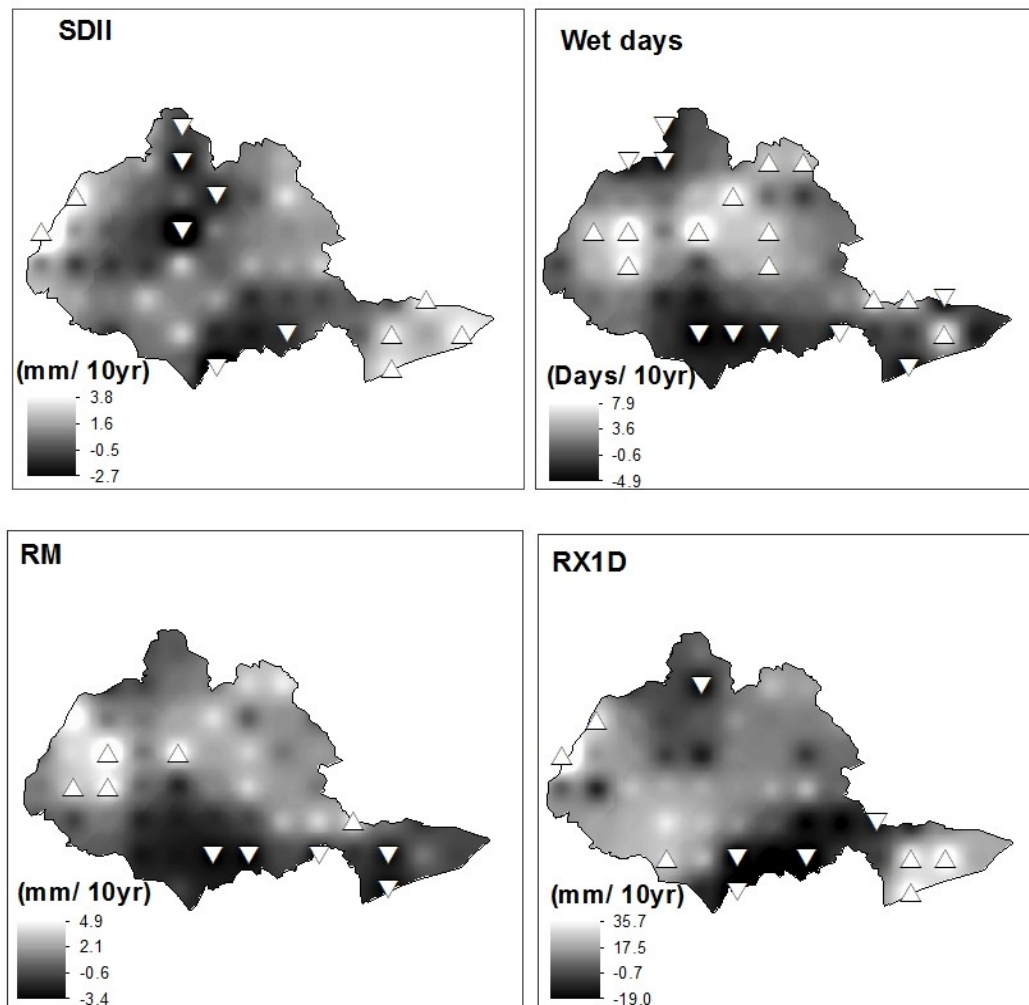 SDII
(mm/ 10yr)
3.8
1.6
-0.5
-2.7
Wet days
(Days/ 10yr)
7.9
3.6
-0.6
-4.9
RM
(mm/ 10yr)
4.9
2.1
-0.6
-3.4
RX1D
(mm/ 10yr)
35.7
17.5
-0.7
-19.0